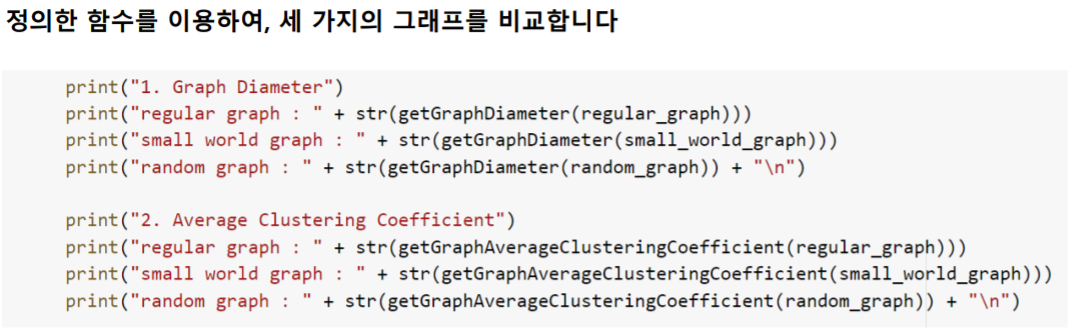 정의한 함수를 이용하여, 세 가지의 그래프를 비교합니다
print("1. Graph Diameter")
print("regular graph : " + str(getGraphDiameter(regular_graph)))
print("small world graph : " + str(getGraphDiameter(small_world_graph)))
print("random graph : " + str(getGraphDiameter(random_graph)) + "\n")
print("2. Average Clustering Coefficient")
print("regular graph : " + str(getGraphAverageClusteringCoefficient(regular_graph)))
print("small world graph : " + str(getGraphAverageClusteringCoefficient(small_world_graph)))
print("random graph : " + str(getGraphAverageClusteringCoefficient(random_graph)) + "\n")